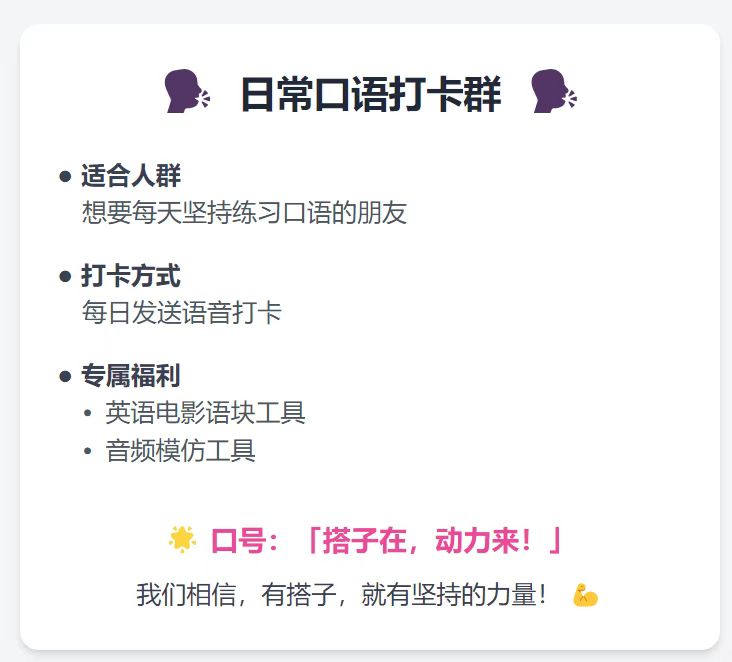 🗣 日常口语打卡群 🗣
● 适合人群
想要每天坚持练习口语的朋友
● 打卡方式
每日发送语音打卡
● 专属福利
• 英语电影语块工具
• 音频模仿工具
🌟 口号：「搭子在，动力来！」
我们相信，有搭子，就有坚持的力量！ 💪